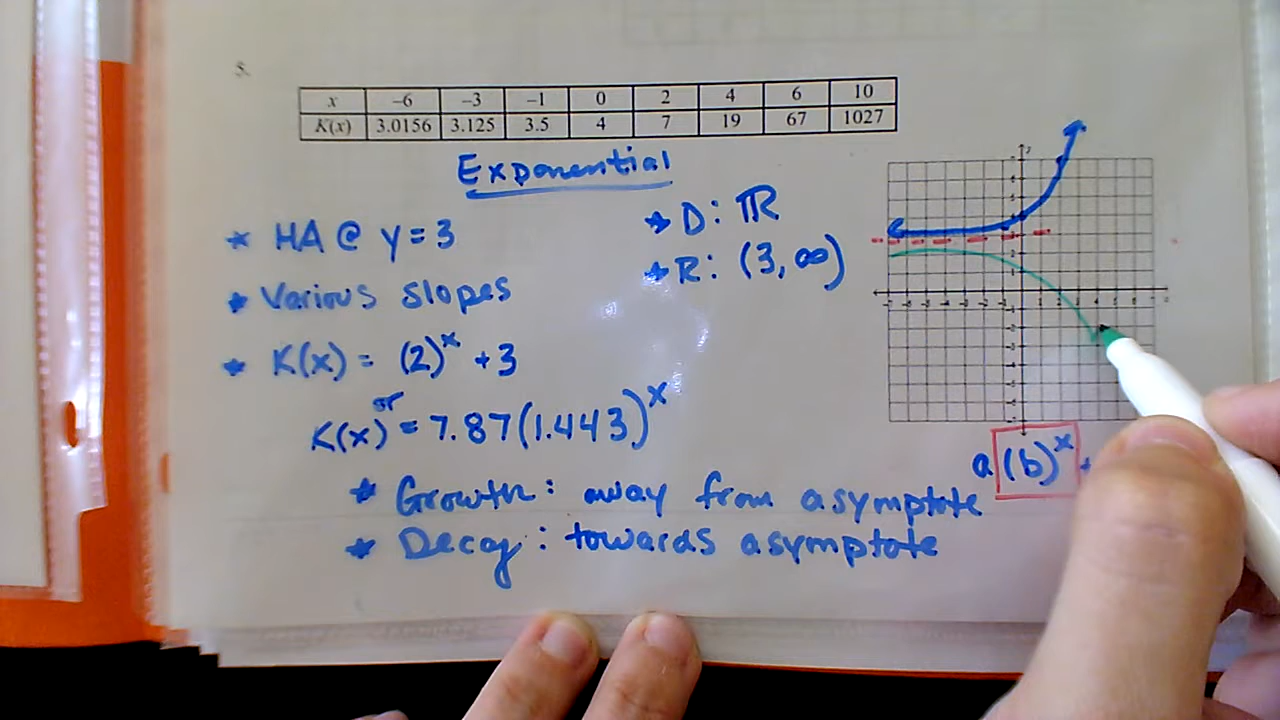 5.
x –6 –3 –1 0 2 4 6 10
K(x) 3.0156 3.125 3.5 4 7 19 67 1027
Exponential
* HA @ y = 3
* D: ℝ
* R: (3, ∞)
* Various slopes
* K(x) = (2)^x + 3
or
K(x) = 7.87(1.443)^x
a(b)^x +
* Growth: away from asymptote
* Decay: towards asymptote